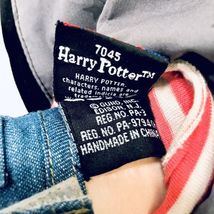 7045
Harry Potter™
HARRY POTTER,
characters, names and
related indicia are
© GUND, INC.
EDISON, N.J.
REG. NO. PA-
REG. NO. PA-9794
HANDMADE IN CHINA